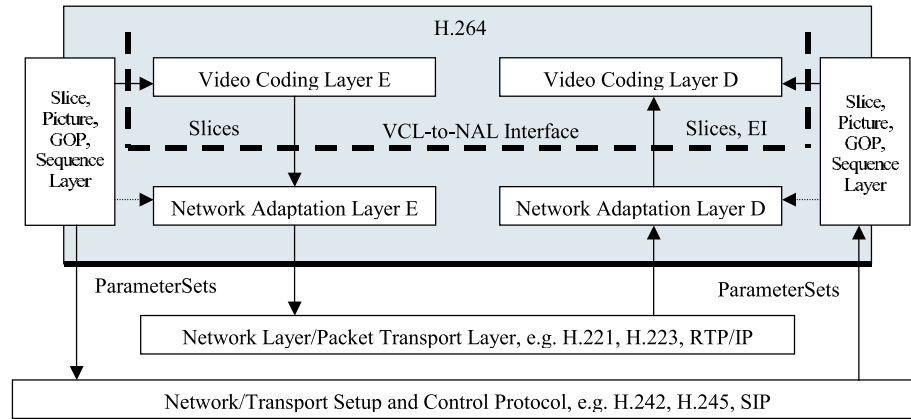 H.264
Video Coding Layer E
Video Coding Layer D
Slice,
Picture,
GOP,
Sequence
Layer
Slice,
Picture,
GOP,
Sequence
Layer
Slices
VCL-to-NAL Interface
Slices, EI
Network Adaptation Layer E
Network Adaptation Layer D
ParameterSets
ParameterSets
Network Layer/Packet Transport Layer, e.g. H.221, H.223, RTP/IP
Network/Transport Setup and Control Protocol, e.g. H.242, H.245, SIP